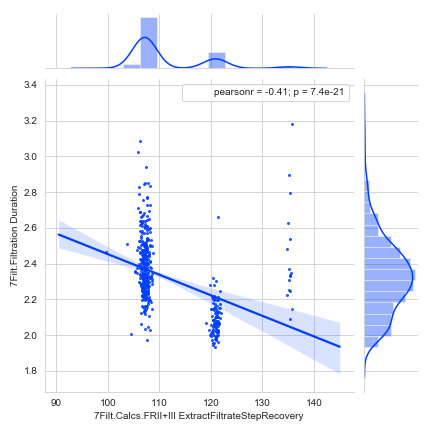 pearsonr = -0.41; p = 7.4e-21
3.4
3.2
3.0
2.8
2.6
2.4
2.2
2.0
1.8
7Filt.Filtration Duration
90 100 110 120 130 140
7Filt.Calcs.FRII+III ExtractFiltrateStepRecovery